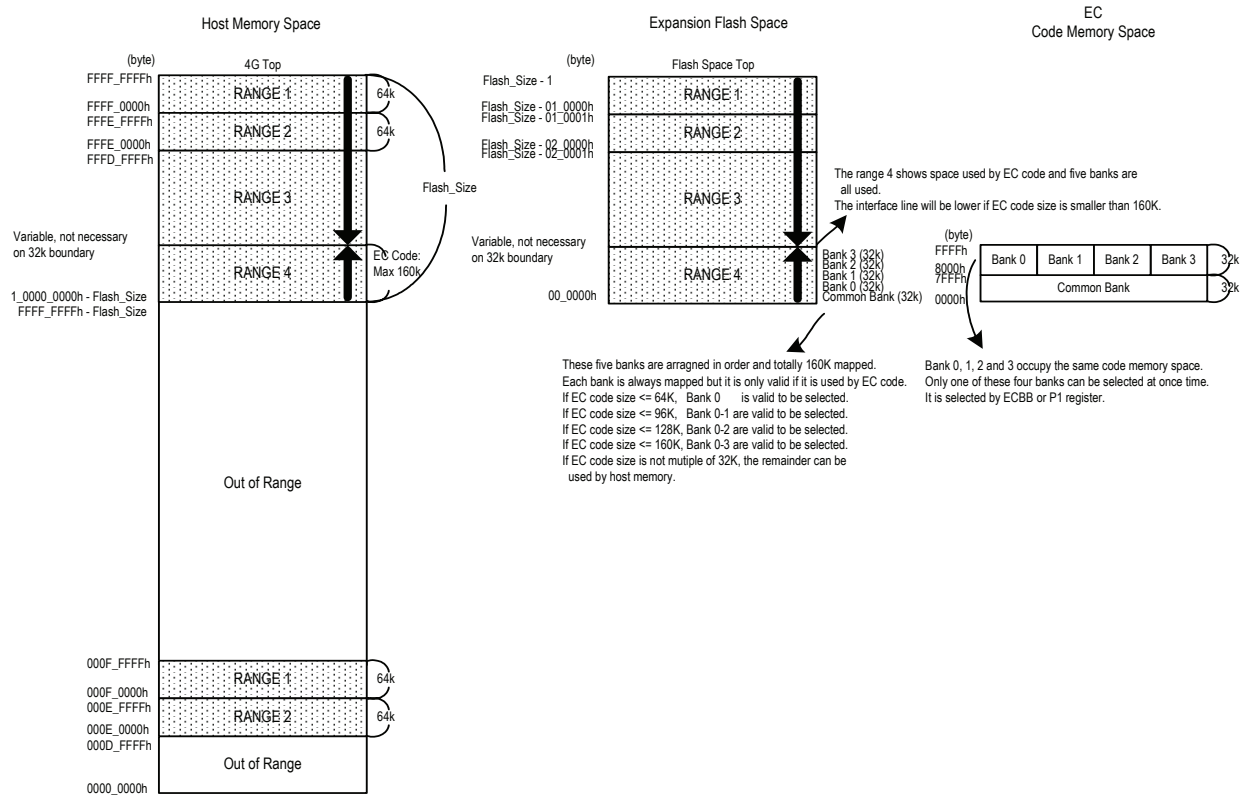 Host Memory Space
(byte)
4G Top
FFFF_FFFFh
RANGE 1
64k
FFFF_0000h
FFFE_FFFFh
RANGE 2
64k
FFFE_0000h
FFFD_FFFFh
RANGE 3
Flash_Size
Variable, not necessary
on 32k boundary
EC Code:
Max 160k
RANGE 4
1_0000_0000h - Flash_Size
FFFF_FFFFh - Flash_Size
Out of Range
000F_FFFFh
RANGE 1
64k
000F_0000h
000E_FFFFh
RANGE 2
64k
000E_0000h
000D_FFFFh
Out of Range
0000_0000h
Expansion Flash Space
(byte)
Flash Space Top
Flash_Size - 1
RANGE 1
Flash_Size - 01_0000h
Flash_Size - 01_0001h
RANGE 2
Flash_Size - 02_0000h
Flash_Size - 02_0001h
RANGE 3
Variable, not necessary
on 32k boundary
RANGE 4
00_0000h
Bank 3 (32k)
Bank 2 (32k)
Bank 1 (32k)
Bank 0 (32k)
Common Bank (32k)
The range 4 shows space used by EC code and five banks are
all used.
The interface line will be lower if EC code size is smaller than 160K.
These five banks are arragned in order and totally 160K mapped.
Each bank is always mapped but it is only valid if it is used by EC code.
If EC code size <= 64K, Bank 0 is valid to be selected.
If EC code size <= 96K, Bank 0-1 are valid to be selected.
If EC code size <= 128K, Bank 0-2 are valid to be selected.
If EC code size <= 160K, Bank 0-3 are valid to be selected.
If EC code size is not mutiple of 32K, the remainder can be
used by host memory.
EC
Code Memory Space
(byte)
FFFFh
Bank 0 Bank 1 Bank 2 Bank 3
32k
8000h
7FFFh
Common Bank
32k
0000h
Bank 0, 1, 2 and 3 occupy the same code memory space.
Only one of these four banks can be selected at once time.
It is selected by ECBB or P1 register.